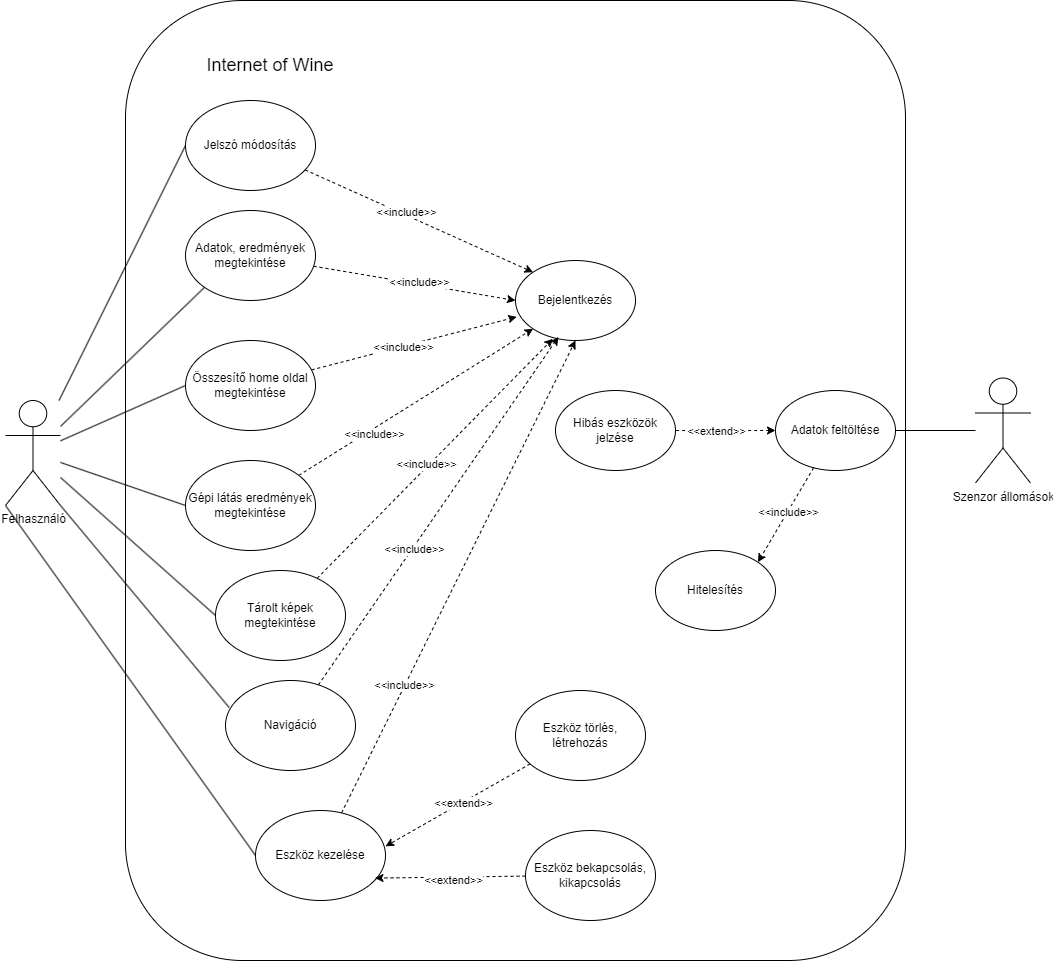 Internet of Wine
Jelszó módosítás
<<include>>
Adatok, eredmények
megtekintése
<<include>>
Bejelentkezés
<<include>>
Összesítő home oldal
megtekintése
Hibás eszközök
jelzése
<<extend>>
Adatok feltöltése
Szenzor állomások
<<include>>
<<include>>
Gépi látás eredmények
megtekintése
Felhasználó
<<include>>
<<include>>
Hitelesítés
Tárolt képek
megtekintése
<<include>>
Navigáció
Eszköz törlés,
létrehozás
<<extend>>
Eszköz kezelése
<<extend>>
Eszköz bekapcsolás,
kikapcsolás